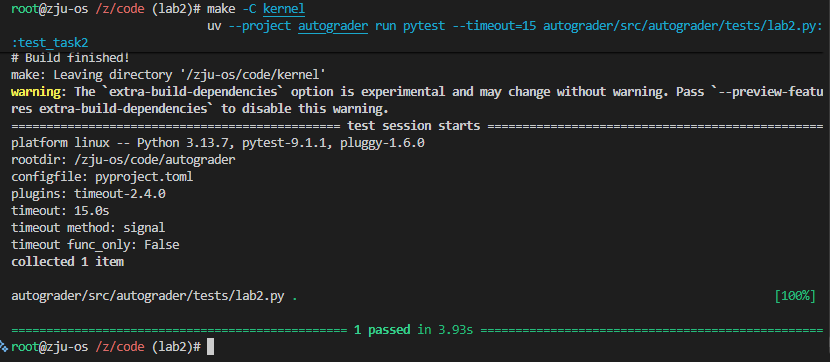 root@zju-os /z/code (lab2)# make -C kernel
uv --project autograder run pytest --timeout=15 autograder/src/autograder/tests/lab2.py:
:test_task2
# Build finished!
make: Leaving directory '/zju-os/code/kernel'
warning: The `extra-build-dependencies` option is experimental and may change without warning. Pass `--preview-featu
res extra-build-dependencies` to disable this warning.
=============================================== test session starts ================================================
platform linux -- Python 3.13.7, pytest-9.1.1, pluggy-1.6.0
rootdir: /zju-os/code/autograder
configfile: pyproject.toml
plugins: timeout-2.4.0
timeout: 15.0s
timeout method: signal
timeout func_only: False
collected 1 item
autograder/src/autograder/tests/lab2.py . [100%]
================================================ 1 passed in 3.93s =================================================
root@zju-os /z/code (lab2)#